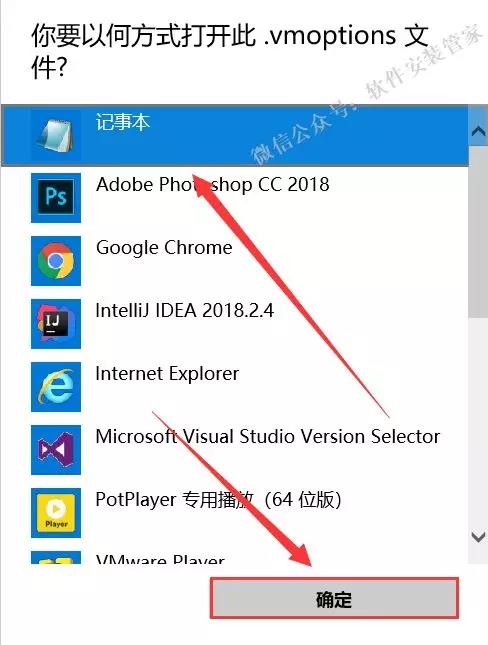 你要以何方式打开此 .vmoptions 文
件?
微信公众号：软件安装管家
记事本
Adobe Photoshop CC 2018
Google Chrome
IntelliJ IDEA 2018.2.4
Internet Explorer
Microsoft Visual Studio Version Selector
PotPlayer 专用播放 (64 位版)
VMware Player
确定